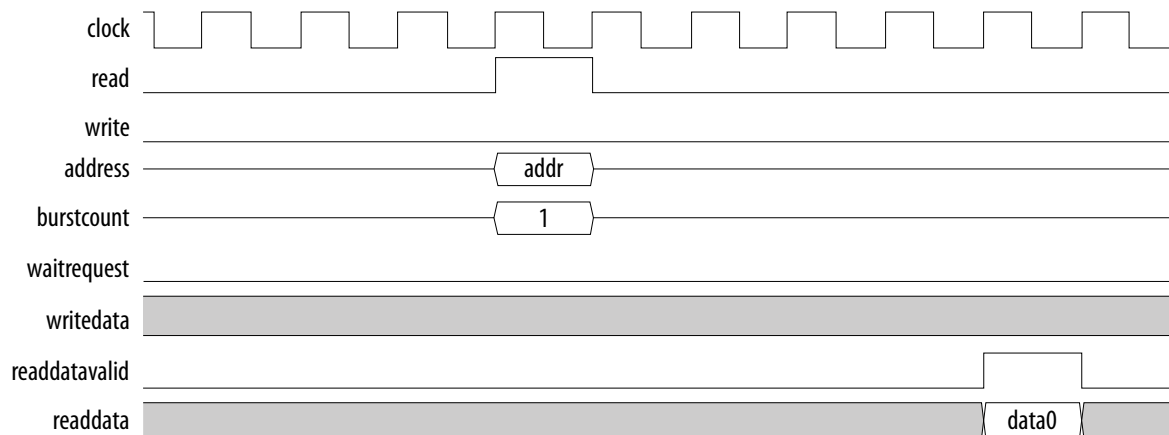 clock
read
write
address addr
burstcount 1
waitrequest
writedata
readdatavalid
readdata data0